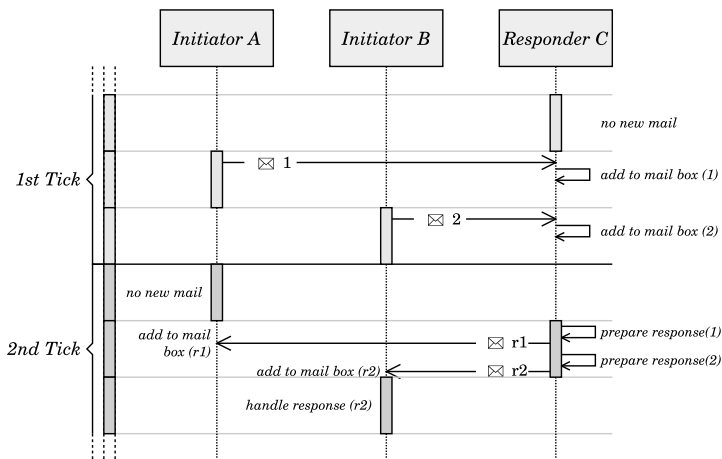 Initiator A
Initiator B
Responder C
no new mail
1
1st Tick
add to mail box (1)
2
add to mail box (2)
no new mail
add to mail
box (r1)
r1
prepare response(1)
2nd Tick
add to mail box (r2)
r2
prepare response(2)
handle response (r2)